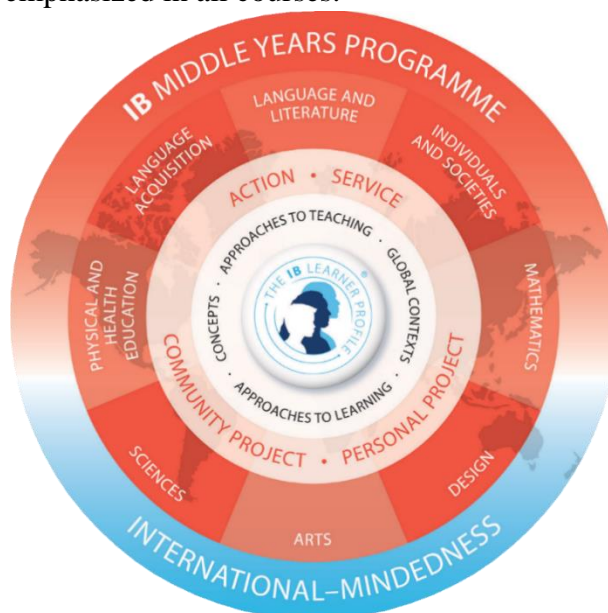 emphasized in all courses.
IB MIDDLE YEARS PROGRAMME
LANGUAGE AND
LITERATURE
INDIVIDUALS
AND SOCIETIES
MATHEMATICS
DESIGN
ARTS
SCIENCES
PHYSICAL AND
HEALTH
EDUCATION
LANGUAGE
ACQUISITION
ACTION • SERVICE
COMMUNITY PROJECT • PERSONAL PROJECT
APPROACHES TO TEACHING •
GLOBAL CONTEXTS •
APPROACHES TO LEARNING •
CONCEPTS •
THE IB LEARNER PROFILE ®
INTERNATIONAL–MINDEDNESS